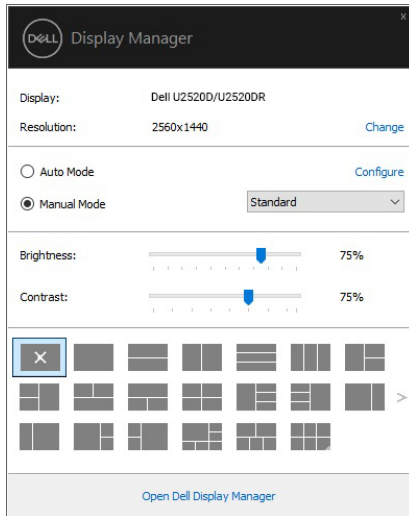 x
DELL Display Manager
Display: Dell U2520D/U2520DR
Resolution: 2560x1440 Change
Auto Mode Configure
Manual Mode Standard
Brightness: 75%
Contrast: 75%
>
Open Dell Display Manager